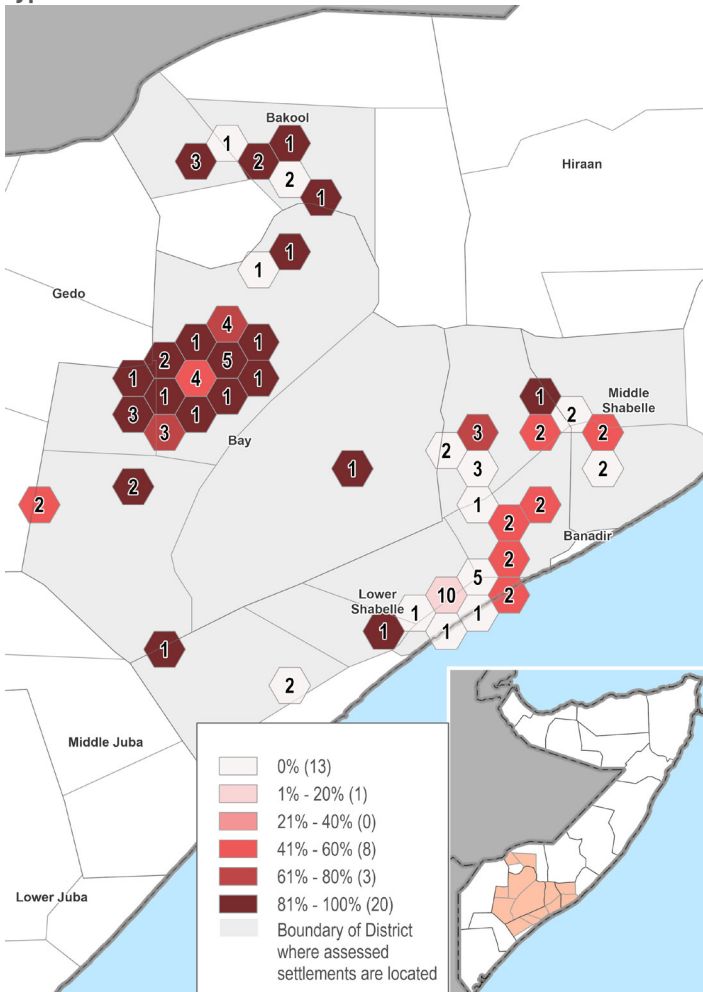 Bakool
1
1
3
2
2
1
Hiraan
1
1
Gedo
4
1
1
2
5
1
4
1
1
1
3
1
3
Bay
1
2
Middle
Shabelle
3
2
2
2
3
2
1
2
2
1
2
2
Banadir
2
5
Lower
Shabelle
10
2
1
1
1
1
1
2
Middle Juba
Lower Juba
0% (13)
1% - 20% (1)
21% - 40% (0)
41% - 60% (8)
61% - 80% (3)
81% - 100% (20)
Boundary of District
where assessed
settlements are located